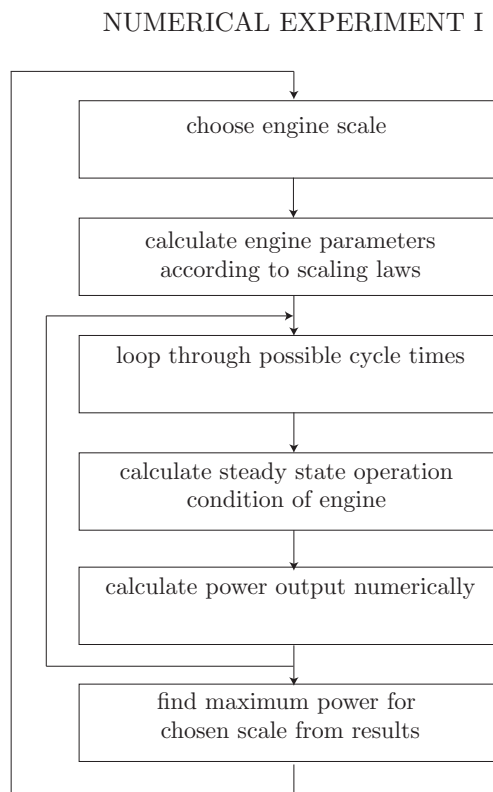 NUMERICAL EXPERIMENT I
choose engine scale
calculate engine parameters
according to scaling laws
loop through possible cycle times
calculate steady state operation
condition of engine
calculate power output numerically
find maximum power for
chosen scale from results